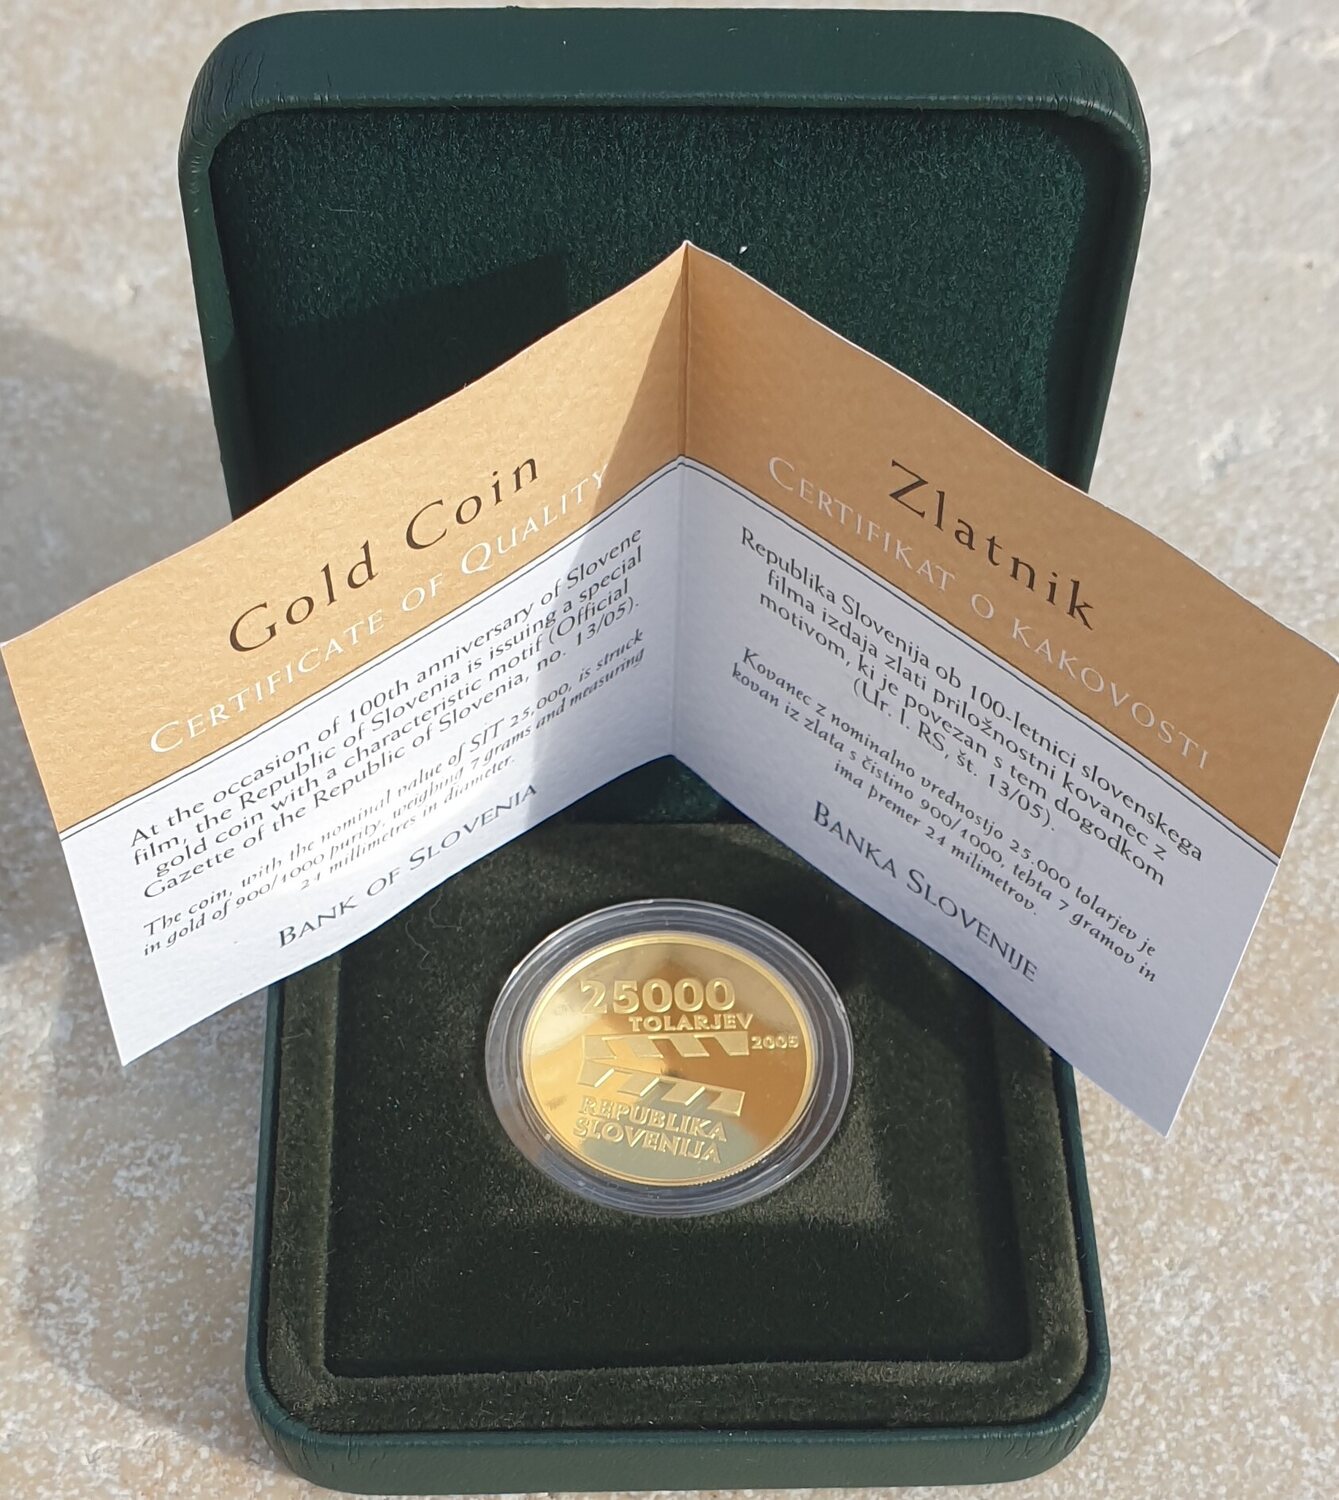 Gold Coin
CERTIFICATE OF QUALITY
At the occasion of 100th anniversary of Slovene
film, the Republic of Slovenia is issuing a special
gold coin with a characteristic motif (Official
Gazette of the Republic of Slovenia, no. 13/05).
The coin, with the nominal value of SIT 25,000, is struck
in gold of 900/1000 purity, weighing 7 grams and measuring
24 millimetres in diameter.
BANK OF SLOVENIA
Zlatnik
CERTIFIKAT O KAKOVOSTI
Republika Slovenija ob 100-letnici slovenskega
filma izdaja zlati priložnostni kovanec z
motivom, ki je povezan s tem dogodkom
(Ur. l. RS, št. 13/05).
Kovanec z nominalno vrednostjo 25,000 tolarjev je
kovan iz zlata s čistino 900/1000, tehta 7 gramov in
ima premer 24 milimetrov.
BANKA SLOVENIJE
25000
TOLARJEV
2005
REPUBLIKA
SLOVENIJA